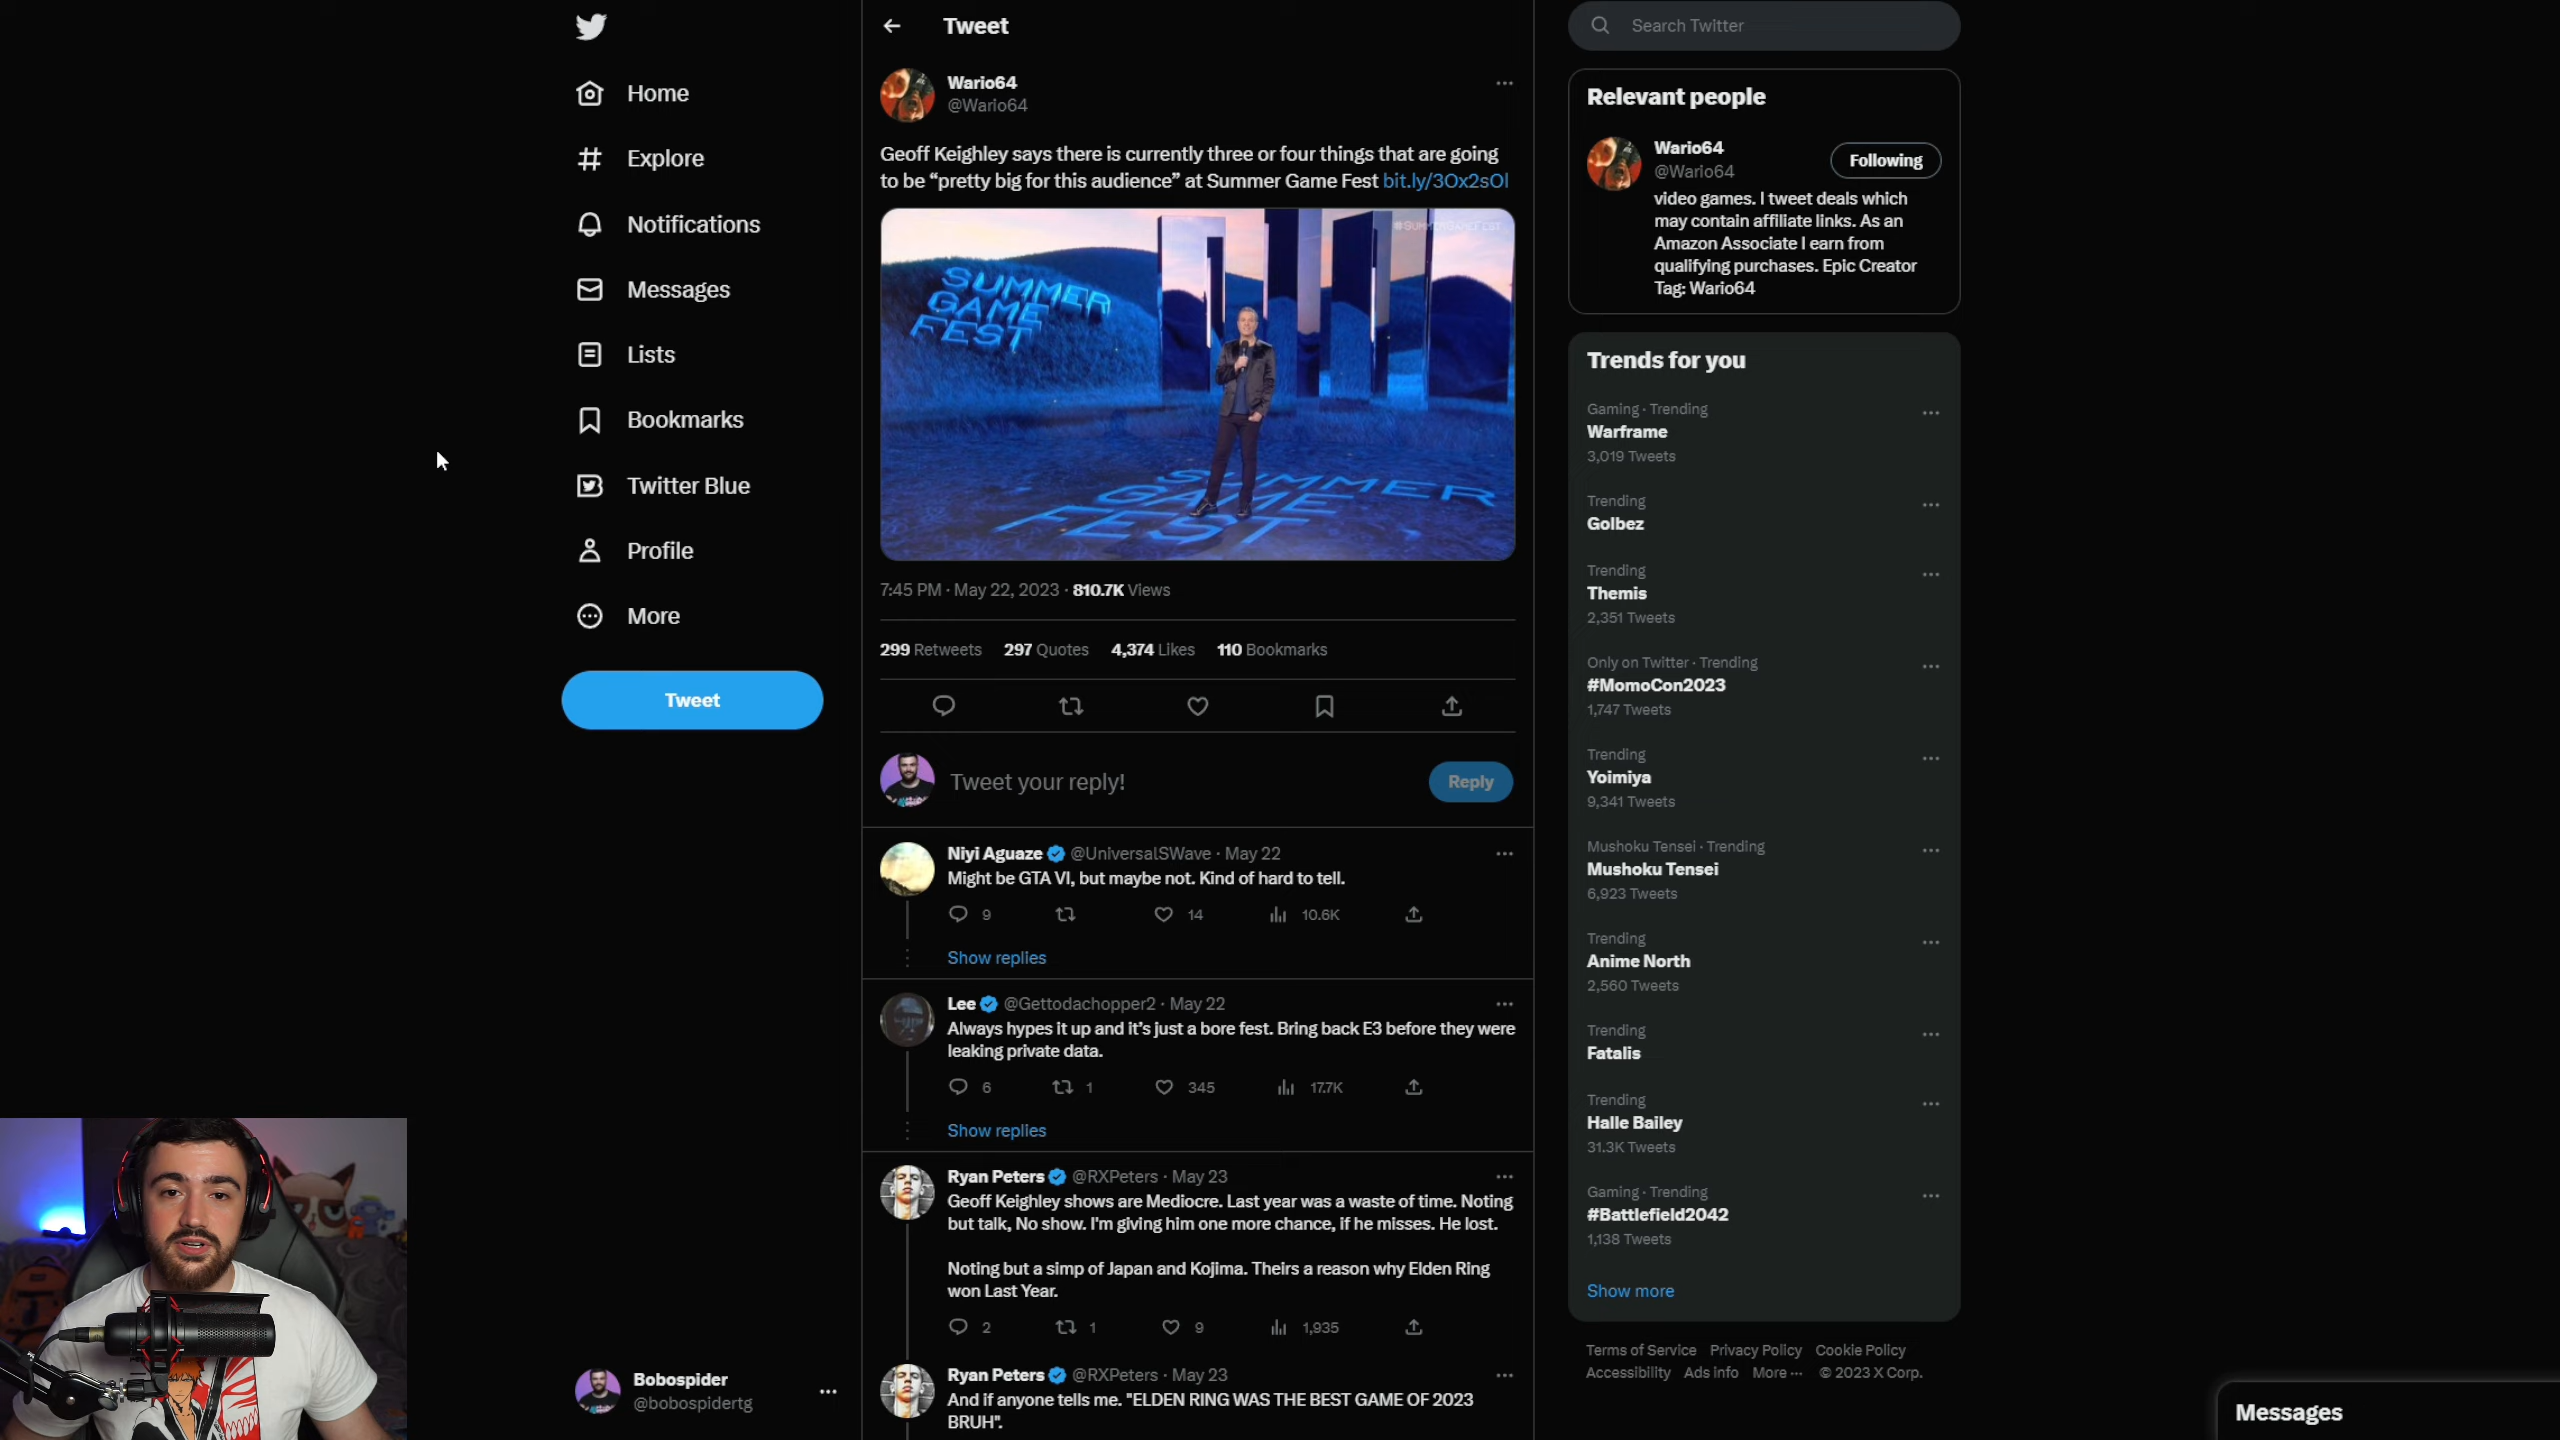 Home
Explore
Notifications
Messages
Lists
Bookmarks
Twitter Blue
Profile
More
Tweet
Bobospider
@bobospidertg
Tweet
Wario64
@Wario64
Geoff Keighley says there is currently three or four things that are going
to be “pretty big for this audience” at Summer Game Fest bit.ly/3Ox2sOl
#SUMMERGAMEFEST
SUMMER
GAME
FEST
SUMMER
GAME
FEST
7:45 PM · May 22, 2023 · 810.7K Views
299 Retweets 297 Quotes 4,374 Likes 110 Bookmarks
Tweet your reply!
Reply
Niyi Aguaze @UniversalSWave · May 22
Might be GTA VI, but maybe not. Kind of hard to tell.
9 14 10.6K
Show replies
Lee @Gettodachopper2 · May 22
Always hypes it up and it’s just a bore fest. Bring back E3 before they were
leaking private data.
6 1 345 17.7K
Show replies
Ryan Peters @RXPeters · May 23
Geoff Keighley shows are Mediocre. Last year was a waste of time. Noting
but talk, No show. I'm giving him one more chance, if he misses. He lost.
Noting but a simp of Japan and Kojima. Theirs a reason why Elden Ring
won Last Year.
2 1 9 1,935
Ryan Peters @RXPeters · May 23
And if anyone tells me. "ELDEN RING WAS THE BEST GAME OF 2023
BRUH".
Search Twitter
Relevant people
Wario64
@Wario64
Following
video games. I tweet deals which
may contain affiliate links. As an
Amazon Associate I earn from
qualifying purchases. Epic Creator
Tag: Wario64
Trends for you
Gaming · Trending
Warframe
3,019 Tweets
Trending
Golbez
Trending
Themis
2,351 Tweets
Only on Twitter · Trending
#MomoCon2023
1,747 Tweets
Trending
Yoimiya
9,341 Tweets
Mushoku Tensei · Trending
Mushoku Tensei
6,923 Tweets
Trending
Anime North
2,560 Tweets
Trending
Fatalis
Trending
Halle Bailey
31.3K Tweets
Gaming · Trending
#Battlefield2042
1,138 Tweets
Show more
Terms of Service Privacy Policy Cookie Policy
Accessibility Ads info More ··· © 2023 X Corp.
Messages